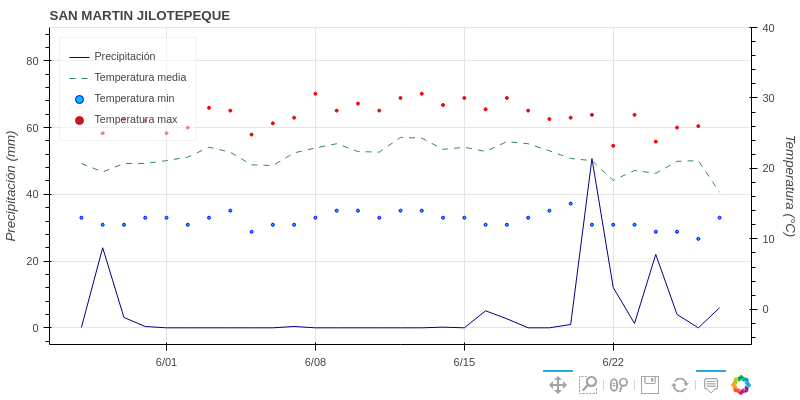 SAN MARTIN JILOTEPEQUE
Precipitación
Temperatura media
Temperatura min
Temperatura max
Precipitación (mm)
80
60
40
20
0
Temperatura (°C)
40
30
20
10
0
6/01
6/08
6/15
6/22